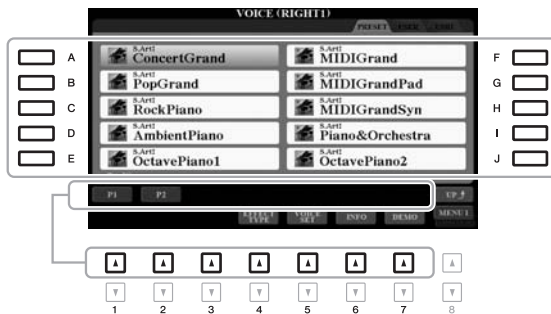 VOICE (RIGHT1)
PRESET USER USB1
A S.Art! ConcertGrand S.Art! MIDIGrand F
B S.Art! PopGrand S.Art! MIDIGrandPad G
C S.Art! RockPiano S.Art! MIDIGrandSyn H
D S.Art! AmbientPiano S.Art! Piano&Orchestra I
E S.Art! OctavePiano1 S.Art! OctavePiano2 J
P1 P2 UP
EFFECT TYPE VOICE SET INFO DEMO MENU1
1 2 3 4 5 6 7 8